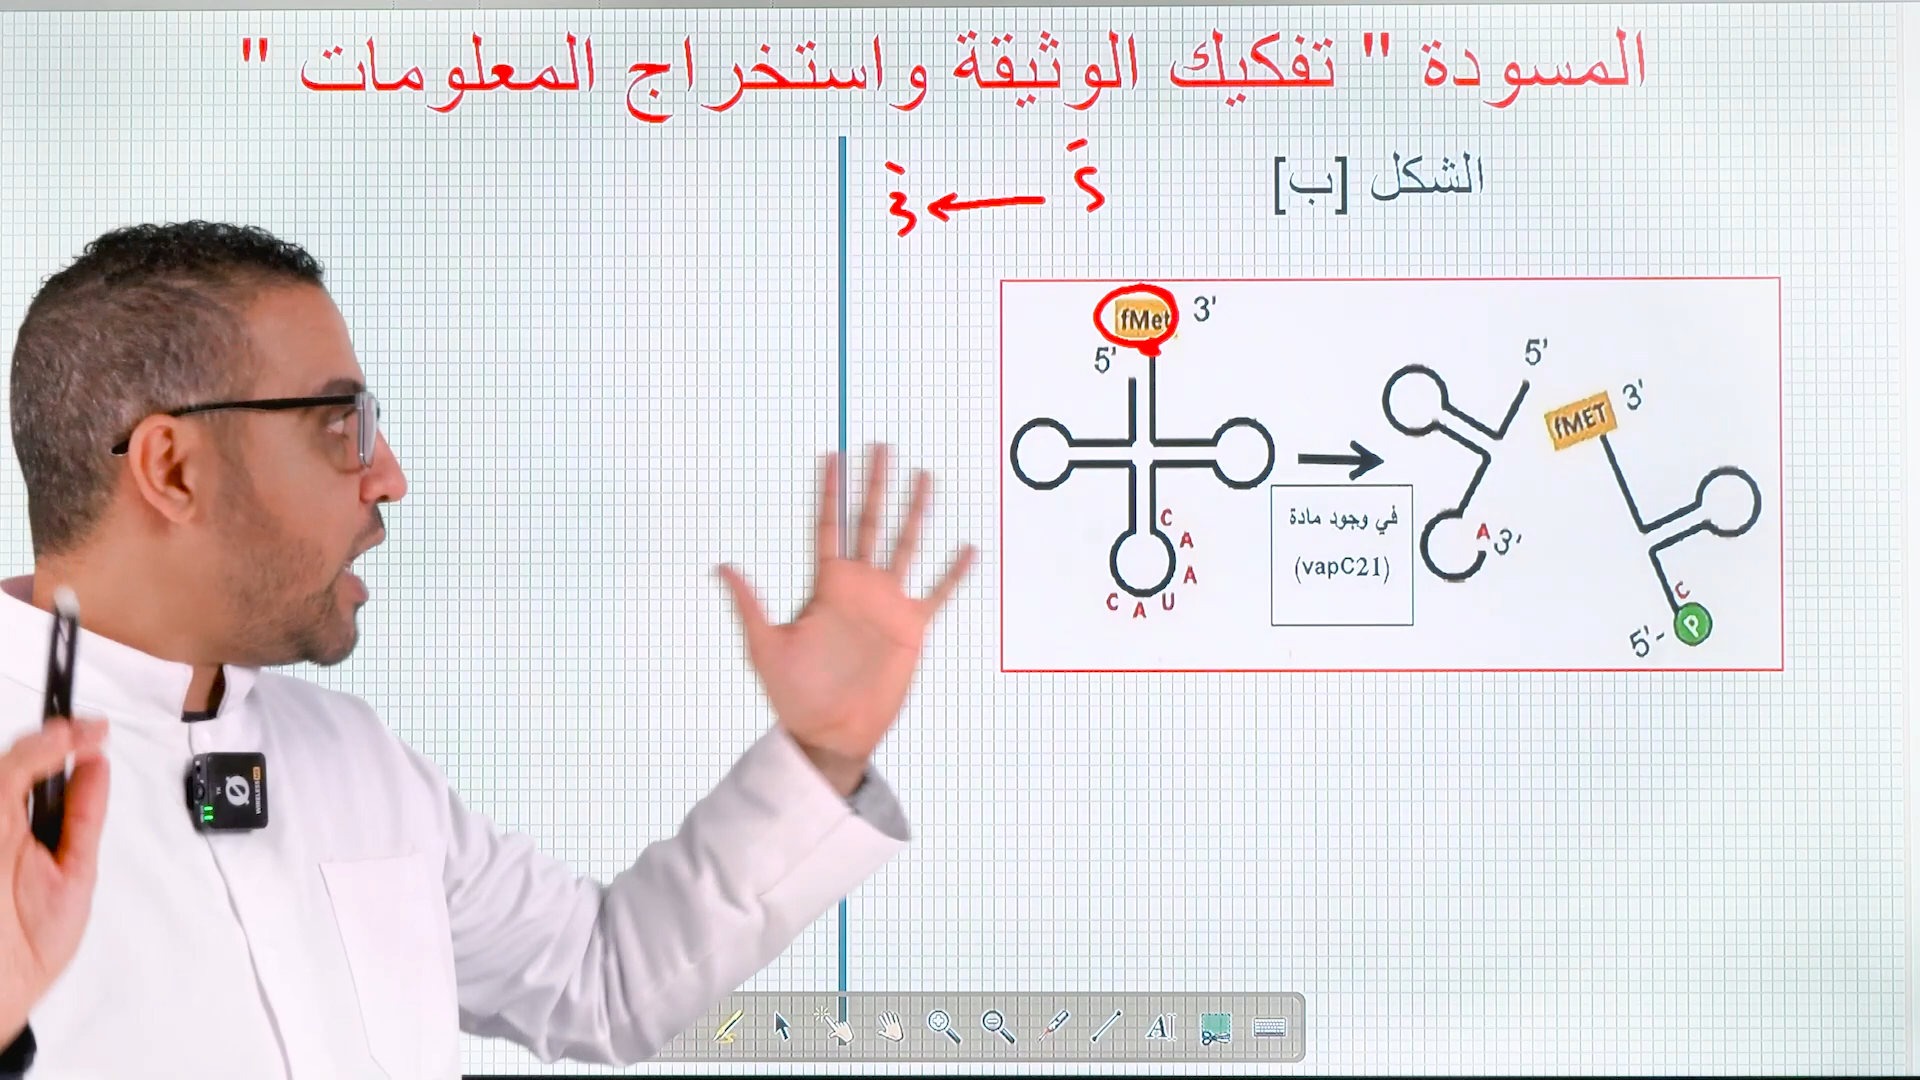 المسودة " تفكيك الوثيقة واستخراج المعلومات "
الشكل [ب]
5' 3'
fMet 3'
5'
C
A
A
C A U
في وجود مادة
(vapC21)
5'
fMET 3'
A 3'
C
5'- P
WIRELESS